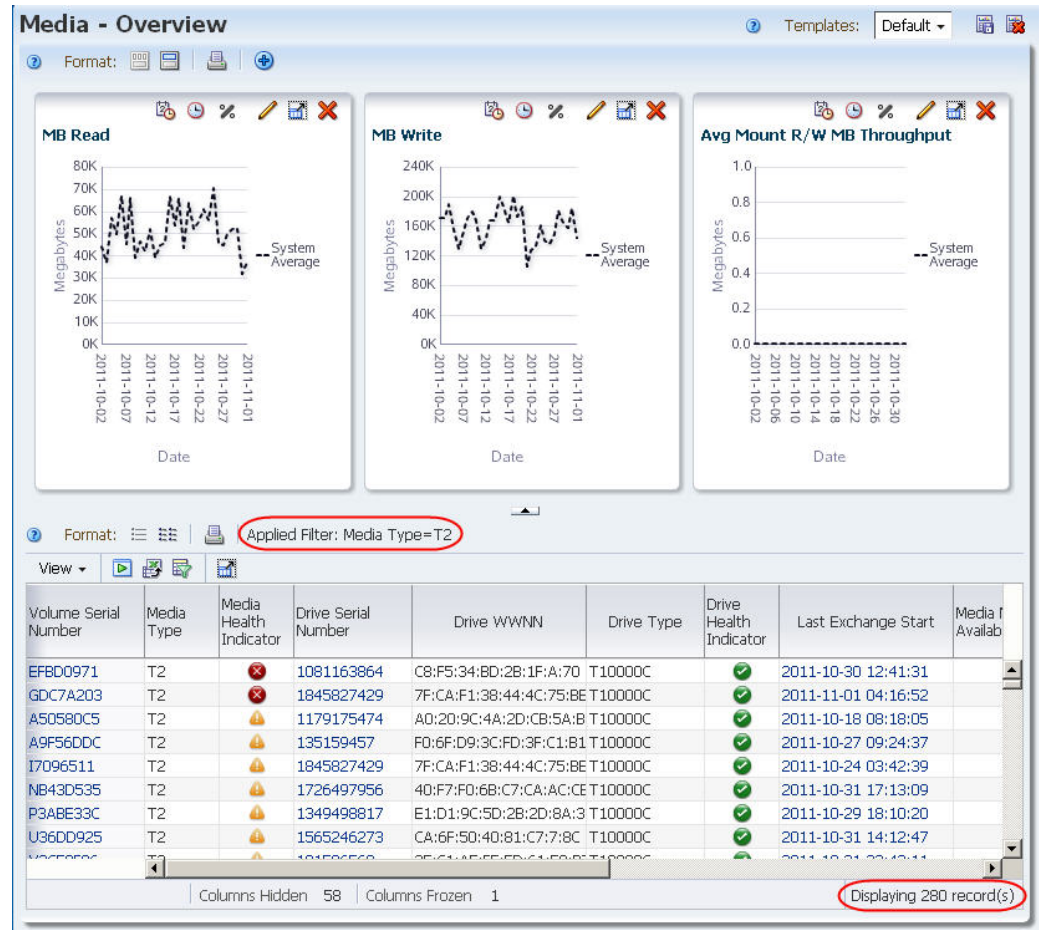 Media - Overview
Templates: Default
Format:
MB Read
80K
70K
60K
50K
40K
30K
20K
10K
0K
Megabytes
System
Average
2011-10-02
2011-10-07
2011-10-12
2011-10-17
2011-10-22
2011-10-27
2011-11-01
Date
MB Write
240K
200K
160K
120K
80K
40K
0K
Megabytes
System
Average
2011-10-02
2011-10-07
2011-10-12
2011-10-17
2011-10-22
2011-10-27
2011-11-01
Date
Avg Mount R/W MB Throughput
1.0
0.8
0.6
0.4
0.2
0.0
Megabytes
System
Average
2011-10-02
2011-10-06
2011-10-10
2011-10-14
2011-10-18
2011-10-22
2011-10-26
2011-10-30
Date
Format: Applied Filter: Media Type=T2
View
Volume Serial Number Media Type Media Health Indicator Drive Serial Number Drive WWNN Drive Type Drive Health Indicator Last Exchange Start Media Availab
EFBD0971 T2 1081163864 C8:F5:34:BD:2B:1F:A:70 T10000C 2011-10-30 12:41:31
GDC7A203 T2 1845827429 7F:CA:F1:38:44:4C:75:BE T10000C 2011-11-01 04:16:52
A50580C5 T2 1179175474 A0:20:9C:4A:2D:CB:5A:B T10000C 2011-10-18 08:18:05
A9F56DDC T2 135159457 F0:6F:D9:3C:FD:3F:C1:B1 T10000C 2011-10-27 09:24:37
I7096511 T2 1845827429 7F:CA:F1:38:44:4C:75:BE T10000C 2011-10-24 03:42:39
NB43D535 T2 1726497956 40:F7:F0:6B:C7:CA:AC:CE T10000C 2011-10-31 17:13:09
P3ABE33C T2 1349498817 E1:D1:9C:5D:2B:2D:8A:3 T10000C 2011-10-29 18:10:20
U36DD925 T2 1565246273 CA:6F:50:40:81:C7:7:8C T10000C 2011-10-31 14:12:47
Columns Hidden 58 Columns Frozen 1 Displaying 280 record(s)